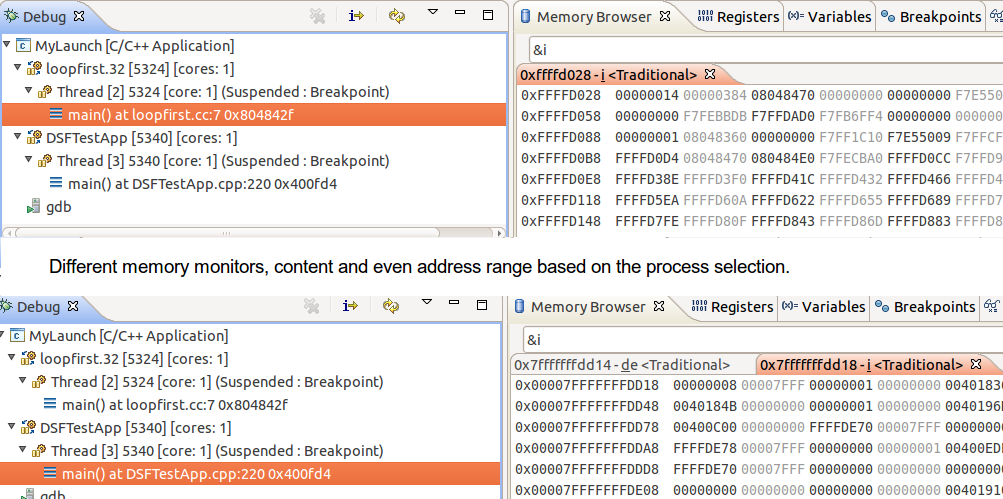 Debug
Memory Browser Registers (x)= Variables Breakpoints
MyLaunch [C/C++ Application]
loopfirst.32 [5324] [cores: 1]
Thread [2] 5324 [core: 1] (Suspended : Breakpoint)
main() at loopfirst.cc:7 0x804842f
DSFTestApp [5340] [cores: 1]
Thread [3] 5340 [core: 1] (Suspended : Breakpoint)
main() at DSFTestApp.cpp:220 0x400fd4
gdb
&i
0xffffd028 - i <Traditional>
0xFFFFD028 00000014 00000384 08048470 00000000 00000000 F7E550
0xFFFFD058 00000000 F7FEBBDB F7FFDAD0 F7FB6FF4 00000000 000000
0xFFFFD088 00000001 08048360 00000000 F7FF1C10 F7E55009 F7FFCF
0xFFFFD0B8 FFFFD0D4 08048470 080484E0 F7FECBA0 FFFFD0CC F7FFD9
0xFFFFD0E8 FFFFD38E FFFFD3F0 FFFFD41C FFFFD432 FFFFD466 FFFFD4
0xFFFFD118 FFFFD5EA FFFFD60A FFFFD622 FFFFD655 FFFFD689 FFFFD7
0xFFFFD148 FFFFD7FE FFFFD80F FFFFD843 FFFFD86D FFFFD883 FFFFD8
Different memory monitors, content and even address range based on the process selection.
Debug
Memory Browser Registers (x)= Variables Breakpoints
MyLaunch [C/C++ Application]
loopfirst.32 [5324] [cores: 1]
Thread [2] 5324 [core: 1] (Suspended : Breakpoint)
main() at loopfirst.cc:7 0x804842f
DSFTestApp [5340] [cores: 1]
Thread [3] 5340 [core: 1] (Suspended : Breakpoint)
main() at DSFTestApp.cpp:220 0x400fd4
gdb
&i
0x7fffffffdd14 - de <Traditional> 0x7fffffffdd18 - i <Traditional>
0x00007FFFFFFFDD18 00000008 00007FFF 00000001 00000000 0040183
0x00007FFFFFFFDD48 0040184B 00000000 00000001 00000000 004019
0x00007FFFFFFFDD78 00400C00 00000000 FFFFDE70 00007FFF 0000000
0x00007FFFFFFFDDA8 FFFFDE78 00007FFF 00000000 00000001 00400ED
0x00007FFFFFFFDDD8 FFFFDE70 00007FFF 00000000 00000000 0000000
0x00007FFFFFFFDE08 00000000 00000000 00000000 00000000 0040191